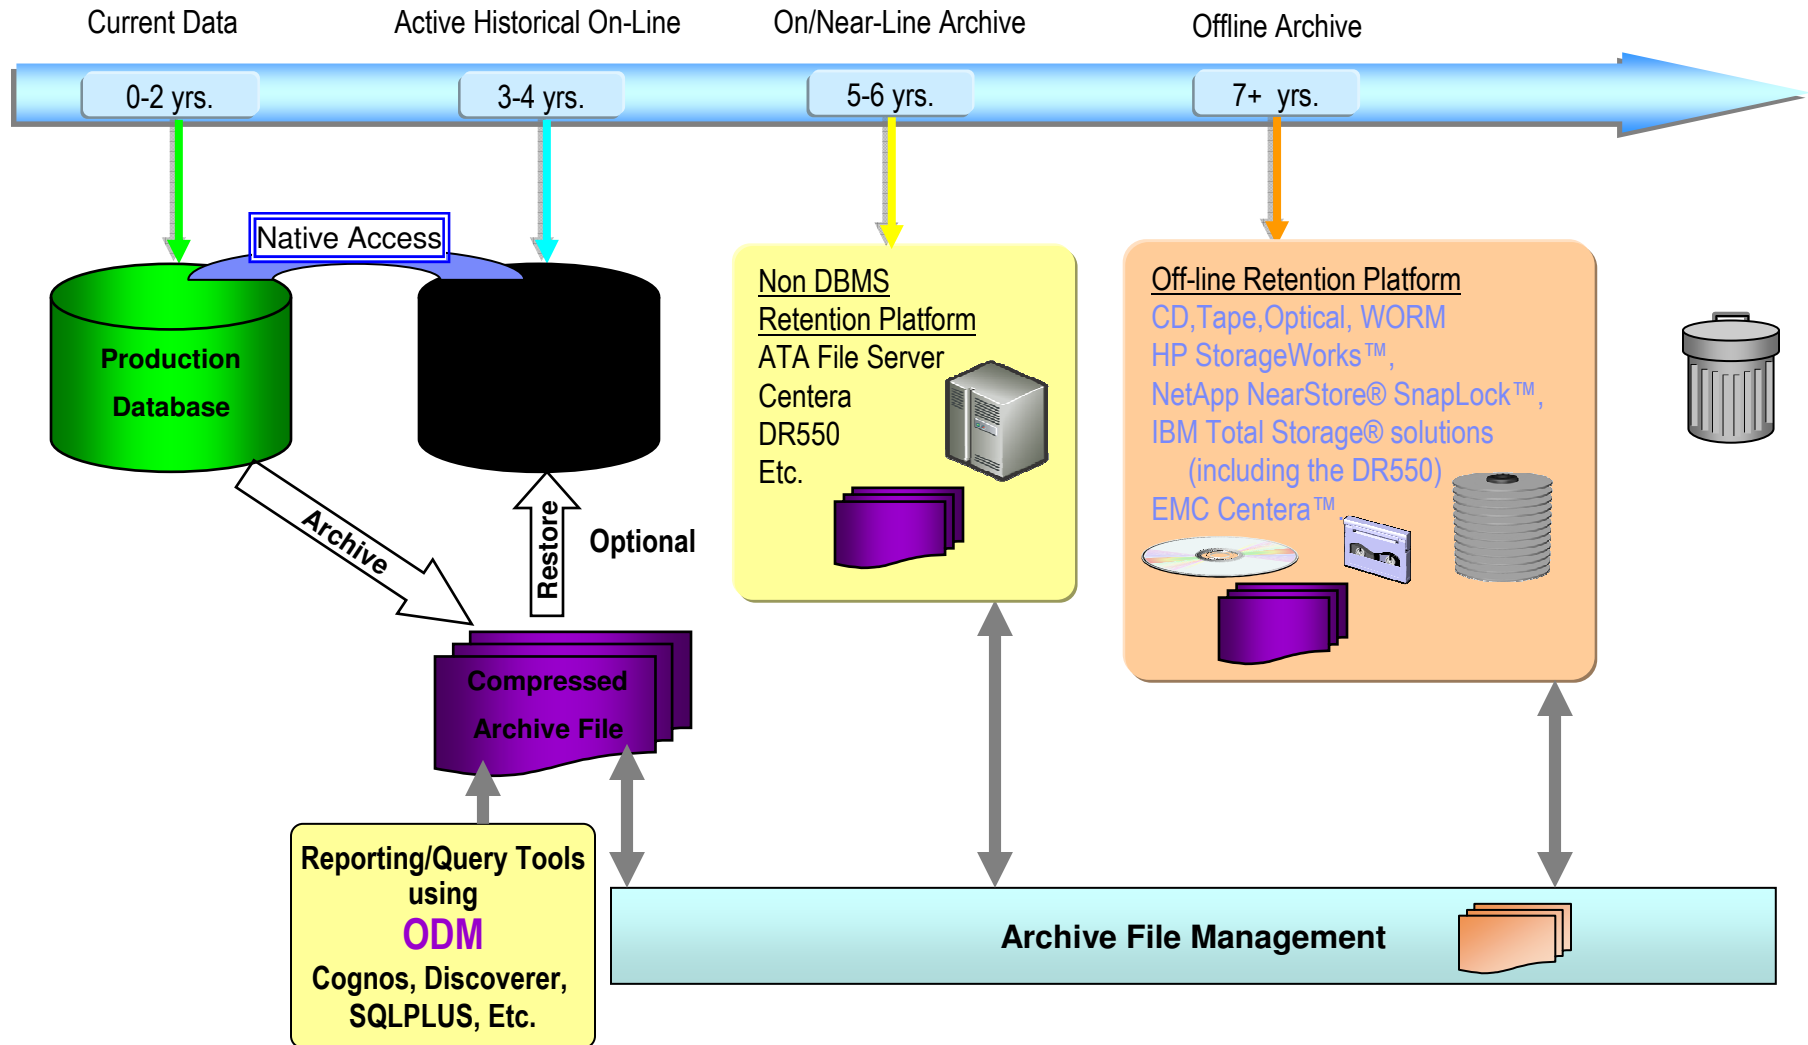 Current Data
Active Historical On-Line
On/Near-Line Archive
Offline Archive
0-2 yrs.
3-4 yrs.
5-6 yrs.
7+ yrs.
Native Access
Production
Database
Non DBMS
Retention Platform
ATA File Server
Centera
DR550
Etc.
Off-line Retention Platform
CD,Tape,Optical, WORM
HP StorageWorks™,
NetApp NearStore® SnapLock™,
IBM Total Storage® solutions
(including the DR550)
EMC Centera™.
Archive
Restore
Optional
Compressed
Archive File
Reporting/Query Tools
using
ODM
Cognos, Discoverer,
SQLPLUS, Etc.
Archive File Management